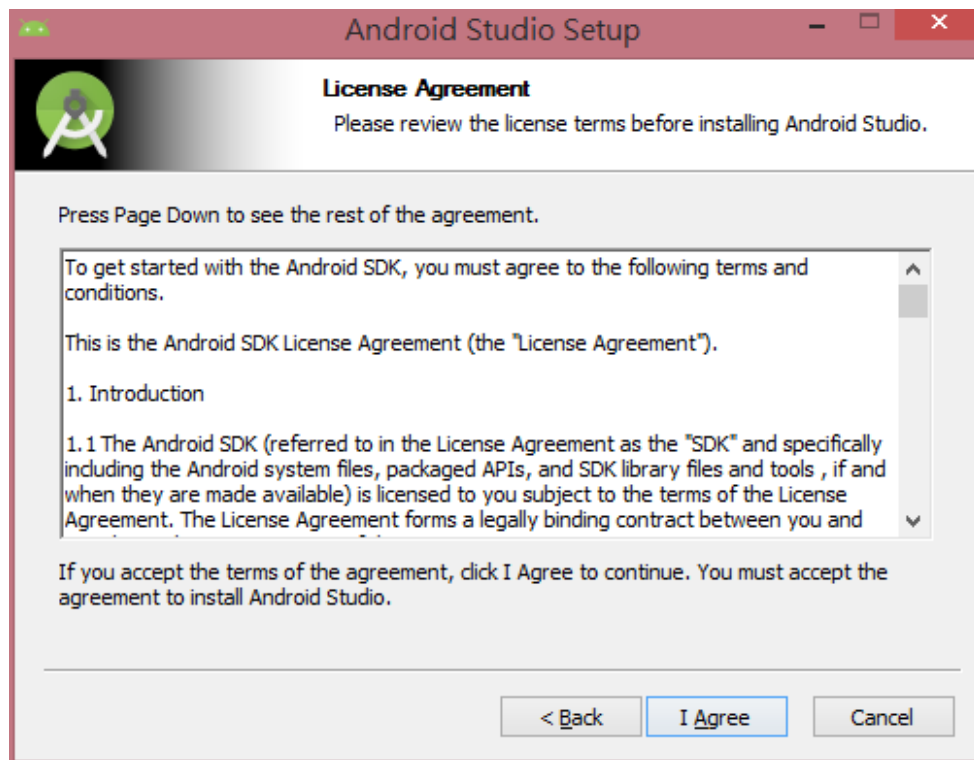 Android Studio Setup
License Agreement
Please review the license terms before installing Android Studio.
Press Page Down to see the rest of the agreement.
To get started with the Android SDK, you must agree to the following terms and
conditions.
This is the Android SDK License Agreement (the "License Agreement").
1. Introduction
1.1 The Android SDK (referred to in the License Agreement as the "SDK" and specifically
including the Android system files, packaged APIs, and SDK library files and tools , if and
when they are made available) is licensed to you subject to the terms of the License
Agreement. The License Agreement forms a legally binding contract between you and
If you accept the terms of the agreement, click I Agree to continue. You must accept the
agreement to install Android Studio.
< Back
I Agree
Cancel